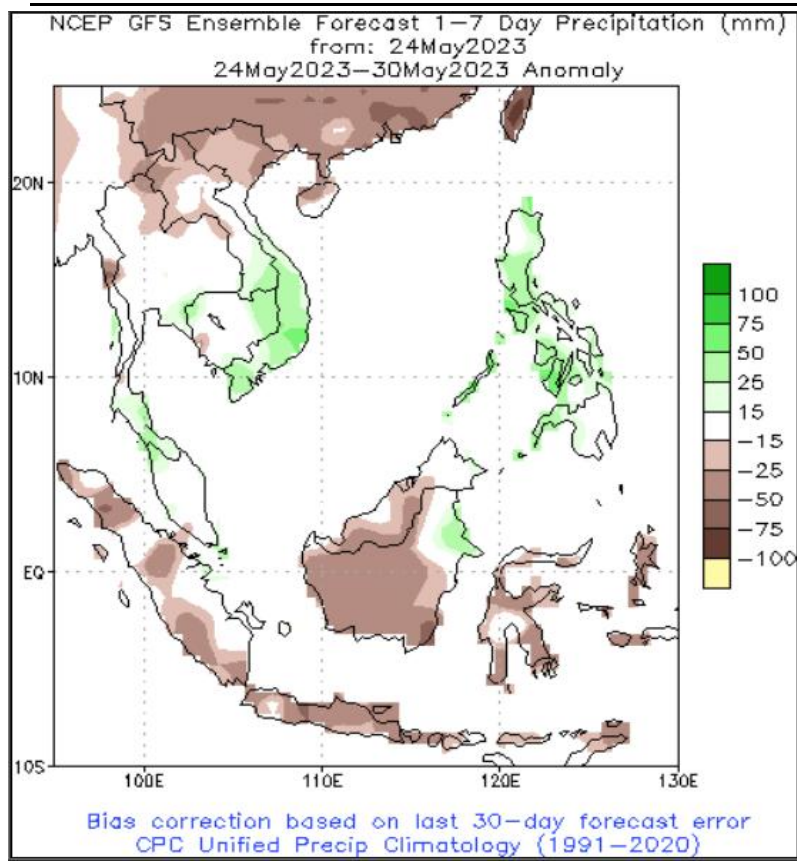 NCEP GFS Ensemble Forecast 1−7 Day Precipitation (mm)
from: 24May2023
24May2023−30May2023 Anomaly
20N
10N
EQ
10S
100E
110E
120E
130E
100
75
50
25
15
−15
−25
−50
−75
−100
Bias correction based on last 30−day forecast error
CPC Unified Precip Climatology (1991−2020)